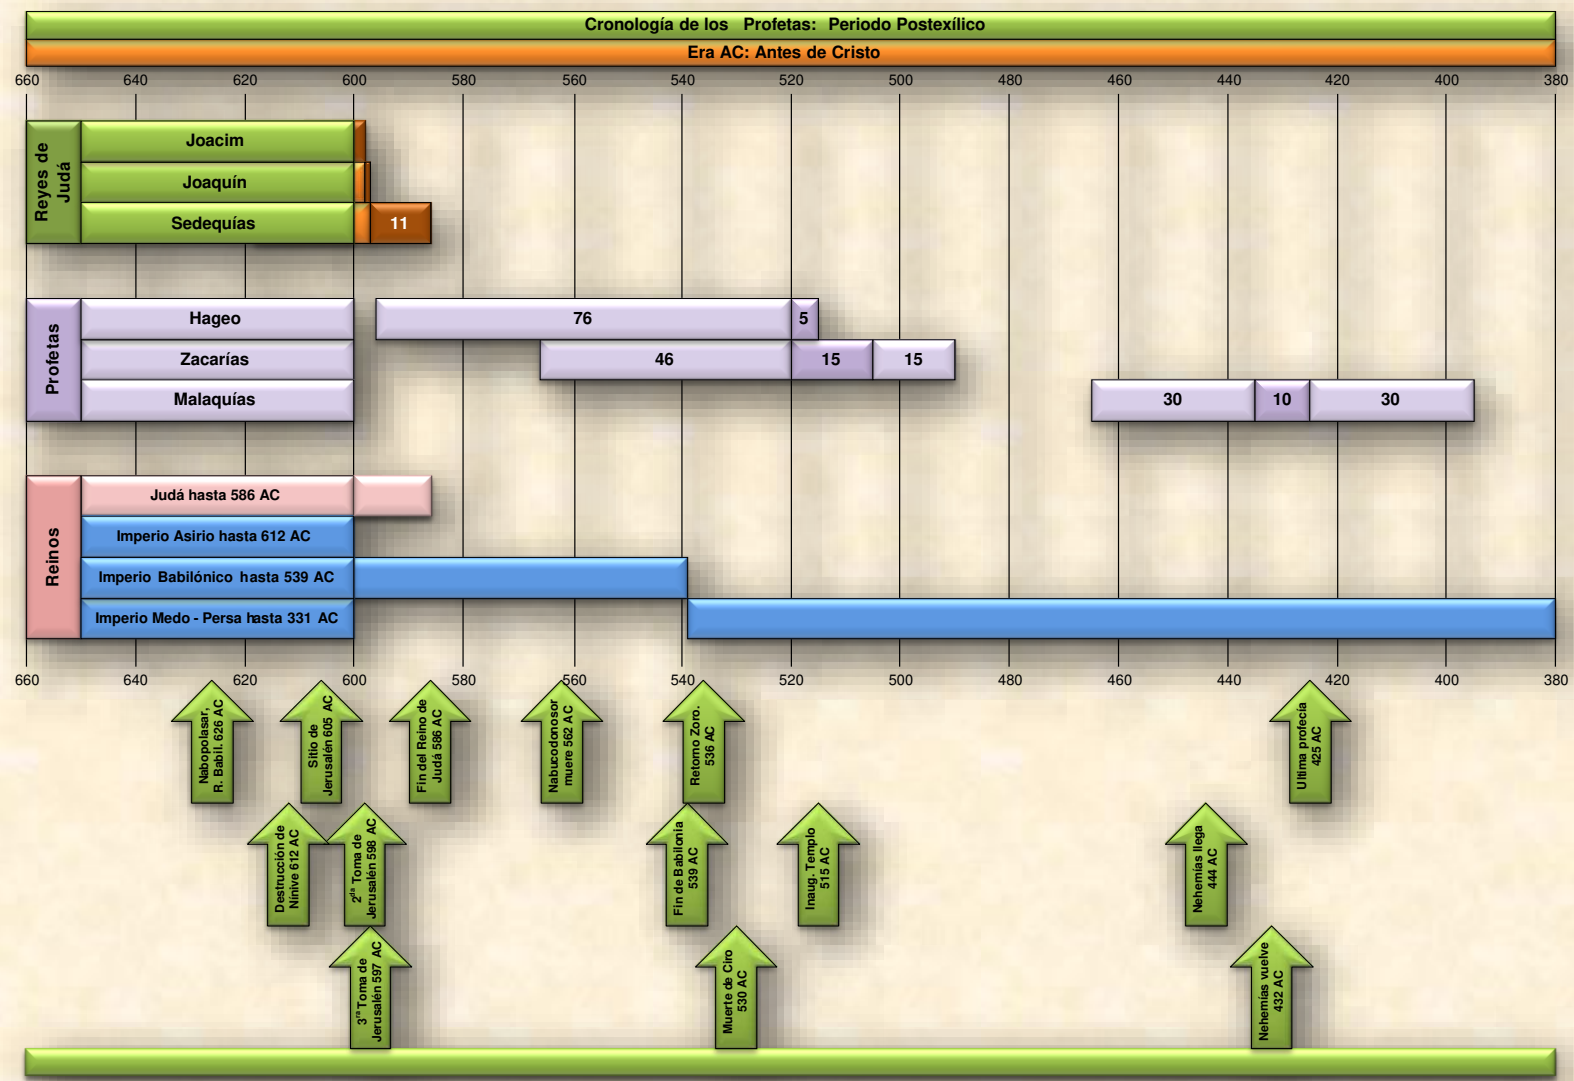 Cronología de los Profetas: Periodo Postexílico
Era AC: Antes de Cristo
660 640 620 600 580 560 540 520 500 480 460 440 420 400 380
Reyes de
Judá
Joacim
Joaquín
Sedequías
11
Profetas
Hageo
76
5
Zacarías
46
15
15
Malaquías
30
10
30
Reinos
Judá hasta 586 AC
Imperio Asirio hasta 612 AC
Imperio Babilónico hasta 539 AC
Imperio Medo - Persa hasta 331 AC
660 640 620 600 580 560 540 520 500 480 460 440 420 400 380
Nabopolasar,
R. Babil. 626 AC
Sitio de
Jerusalén 605 AC
Fin del Reino de
Judá 586 AC
Nabucodonosor
muere 562 AC
Retorno Zoro.
536 AC
Ultima profecía
425 AC
Destrucción de
Nínive 612 AC
2da Toma de
Jerusalén 598 AC
Fin de Babilonia
539 AC
Inaug. Templo
515 AC
Nehemías llega
444 AC
3ra Toma de
Jerusalén 597 AC
Muerte de Ciro
530 AC
Nehemías vuelve
432 AC